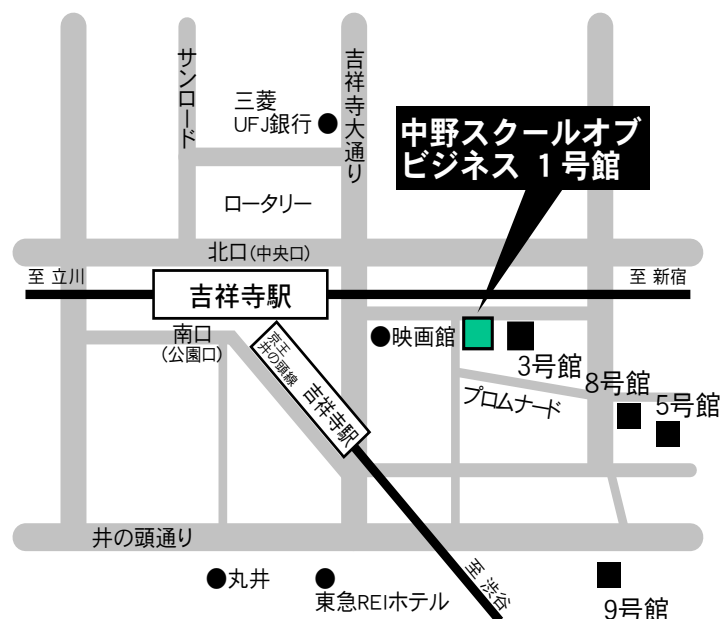 サンロード
三菱
UFJ銀行
吉祥寺大通り
中野スクールオブ
ビジネス 1号館
ロータリー
北口(中央口)
至 立川
吉祥寺駅
至 新宿
南口
(公園口)
京王
井の頭線
吉祥寺駅
映画館
3号館
プロムナード
8号館
5号館
井の頭通り
丸井
東急REIホテル
至 渋谷
9号館